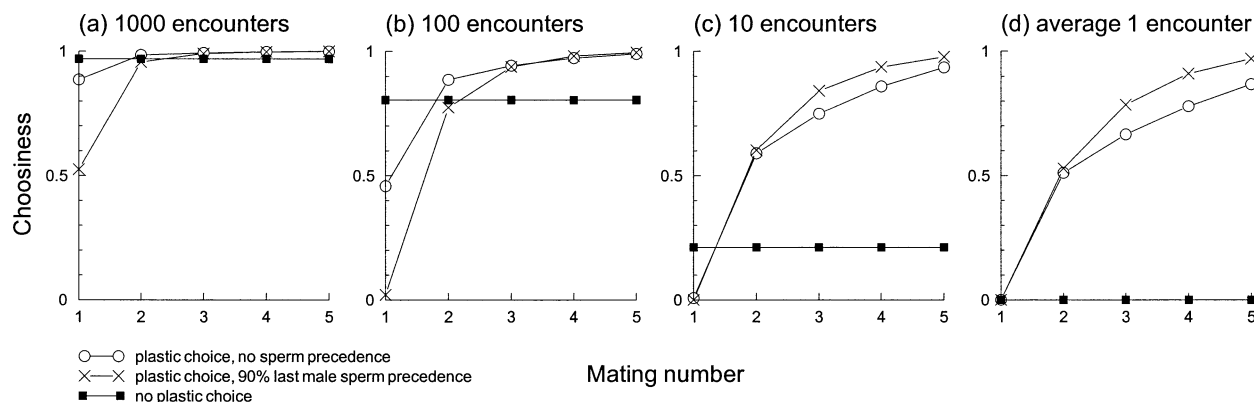 (a) 1000 encounters
(b) 100 encounters
(c) 10 encounters
(d) average 1 encounter
Choosiness
1
0.5
0
1 2 3 4 5
1
0.5
0
1 2 3 4 5
1
0.5
0
1 2 3 4 5
1
0.5
0
1 2 3 4 5
plastic choice, no sperm precedence
plastic choice, 90% last male sperm precedence
no plastic choice
Mating number